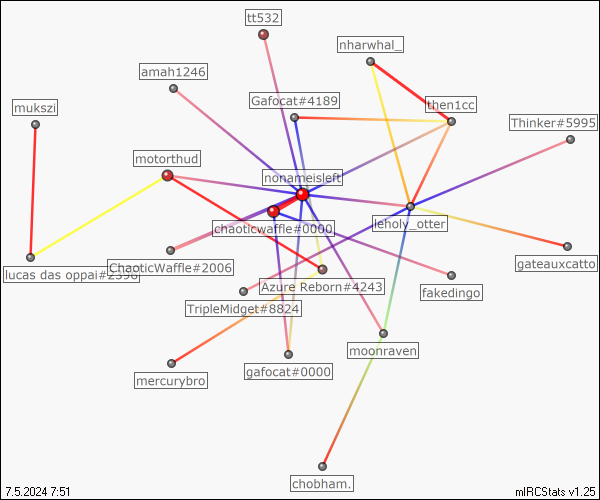 tt532
nharwhal_
amah1246
Gafocat#4189
mukszi
then1cc
Thinker#5995
motorthud
nonameisleft
chaoticwaffle#0000
leholy_otter
lucas das oppai#2598
ChaoticWaffle#2006
gateauxcatto
Azure Reborn#4243
fakedingo
TripleMidget#8824
moonraven
gafocat#0000
mercurybro
chobham.
7.5.2024 7:51
mIRCStats v1.25